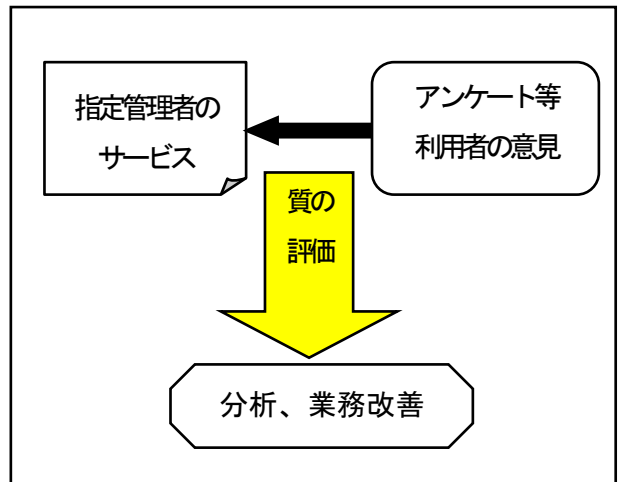 指定管理者の
サービス
アンケート等
利用者の意見
質の
評価
分析、業務改善